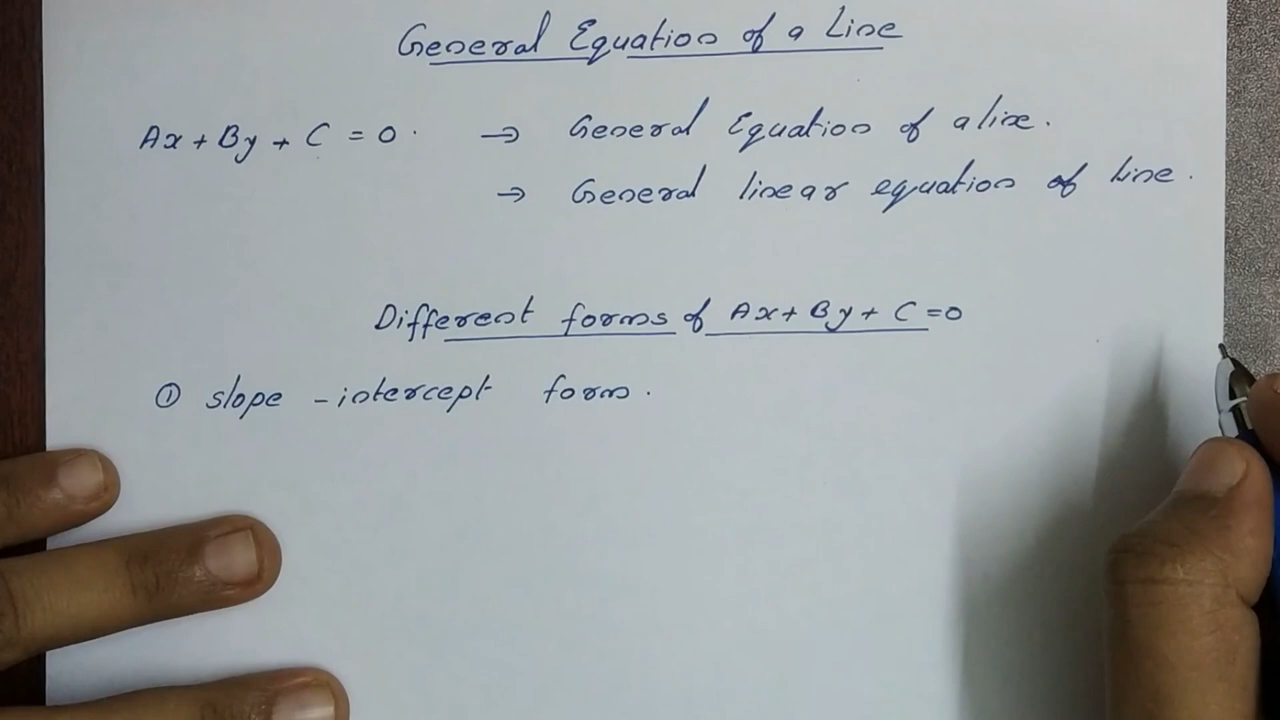 General Equation of a Line
Ax + By + C = 0. → General Equation of a line.
→ General linear equation of line.
Different forms of Ax + By + C = 0
① slope - intercept form.